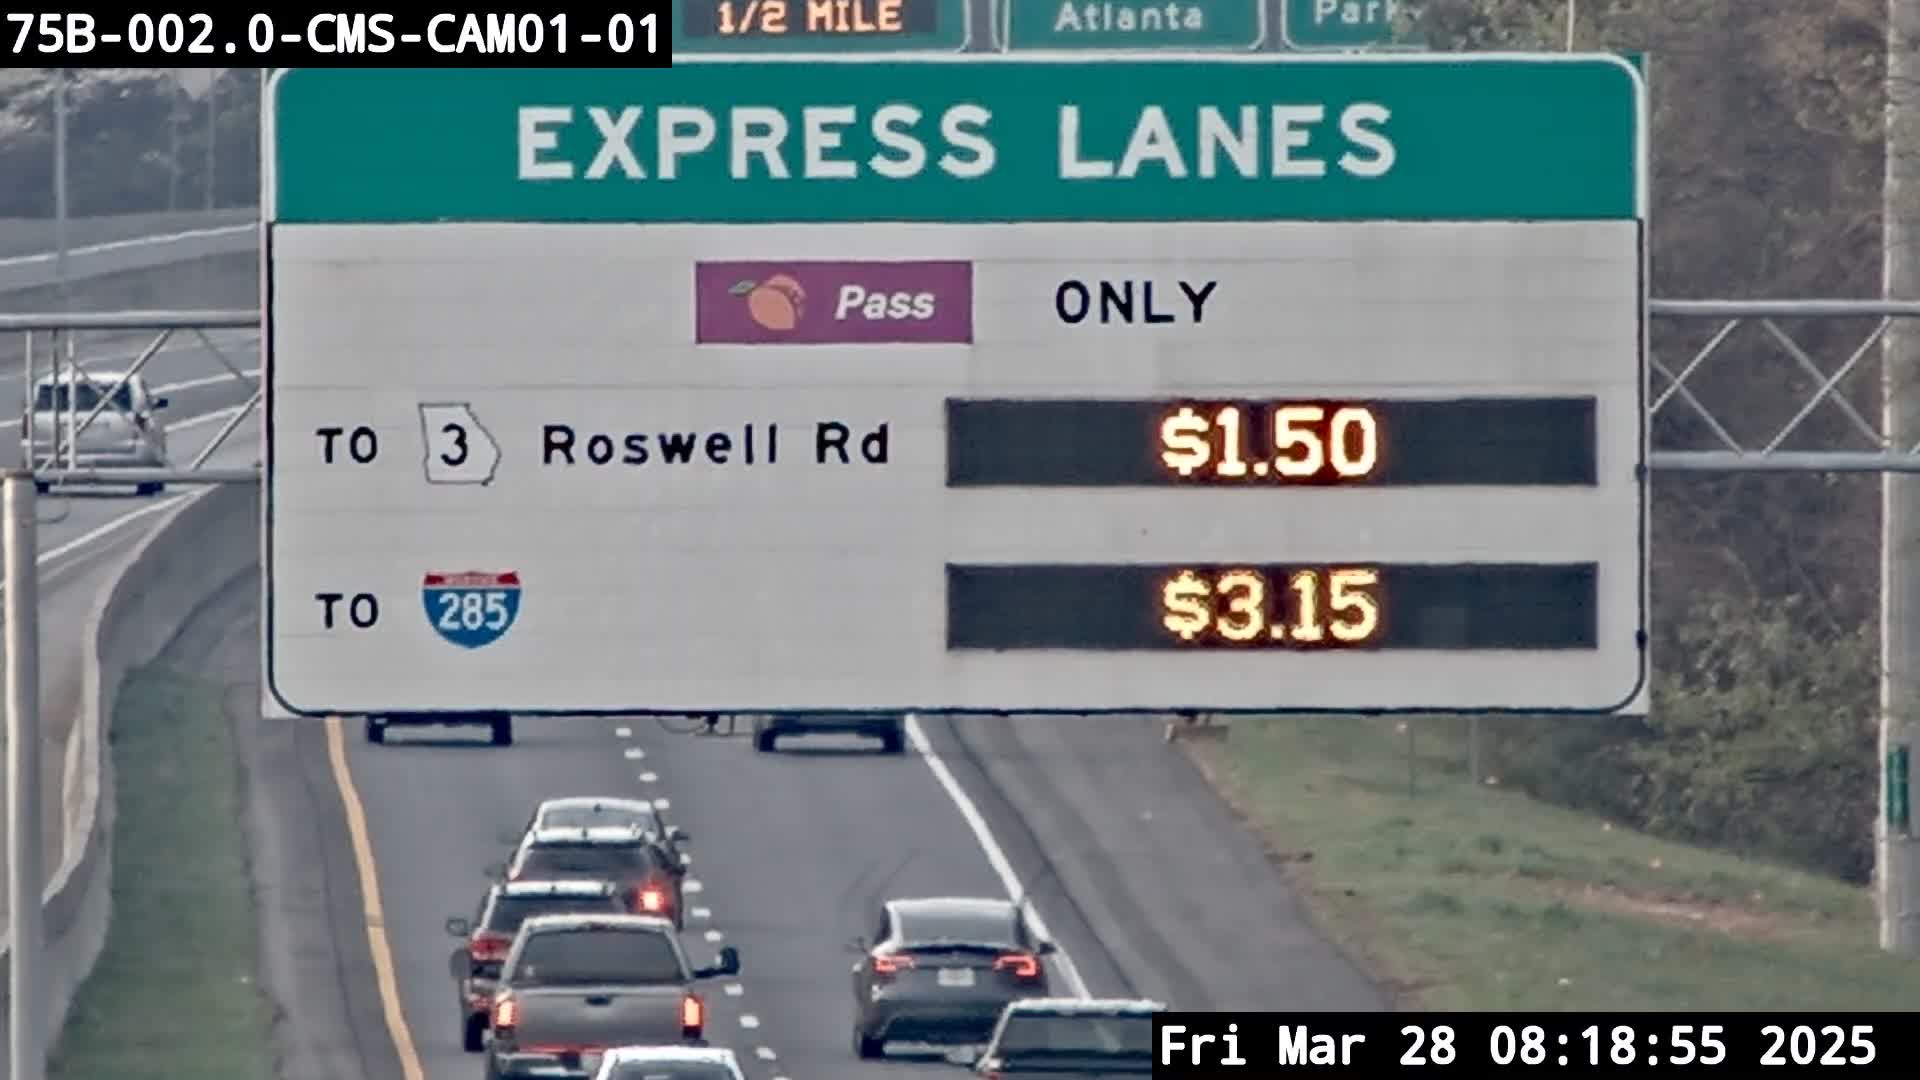 75B-002.0-CMS-CAM01-01
1/2 MILE
Atlanta
EXPRESS LANES
Pass ONLY
TO 3 Roswell Rd $1.50
TO 285 $3.15
Fri Mar 28 08:18:55 2025